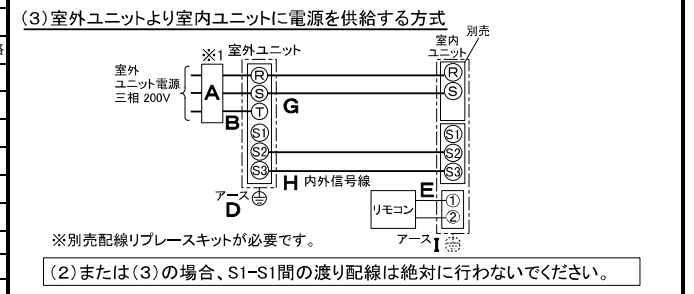 (3)室外ユニットより室内ユニットに電源を供給する方式
別売
※1
室外ユニット
室内
ユニット
室外
ユニット電源
三相 200V
A
B
R
S
T
S1
S2
S3
G
R
S
S1
S2
S3
H 内外信号線
アース
D
E
リモコン
①
②
アース
I
※別売配線リプレースキットが必要です。
(2)または(3)の場合、S1-S1間の渡り配線は絶対に行わないでください。